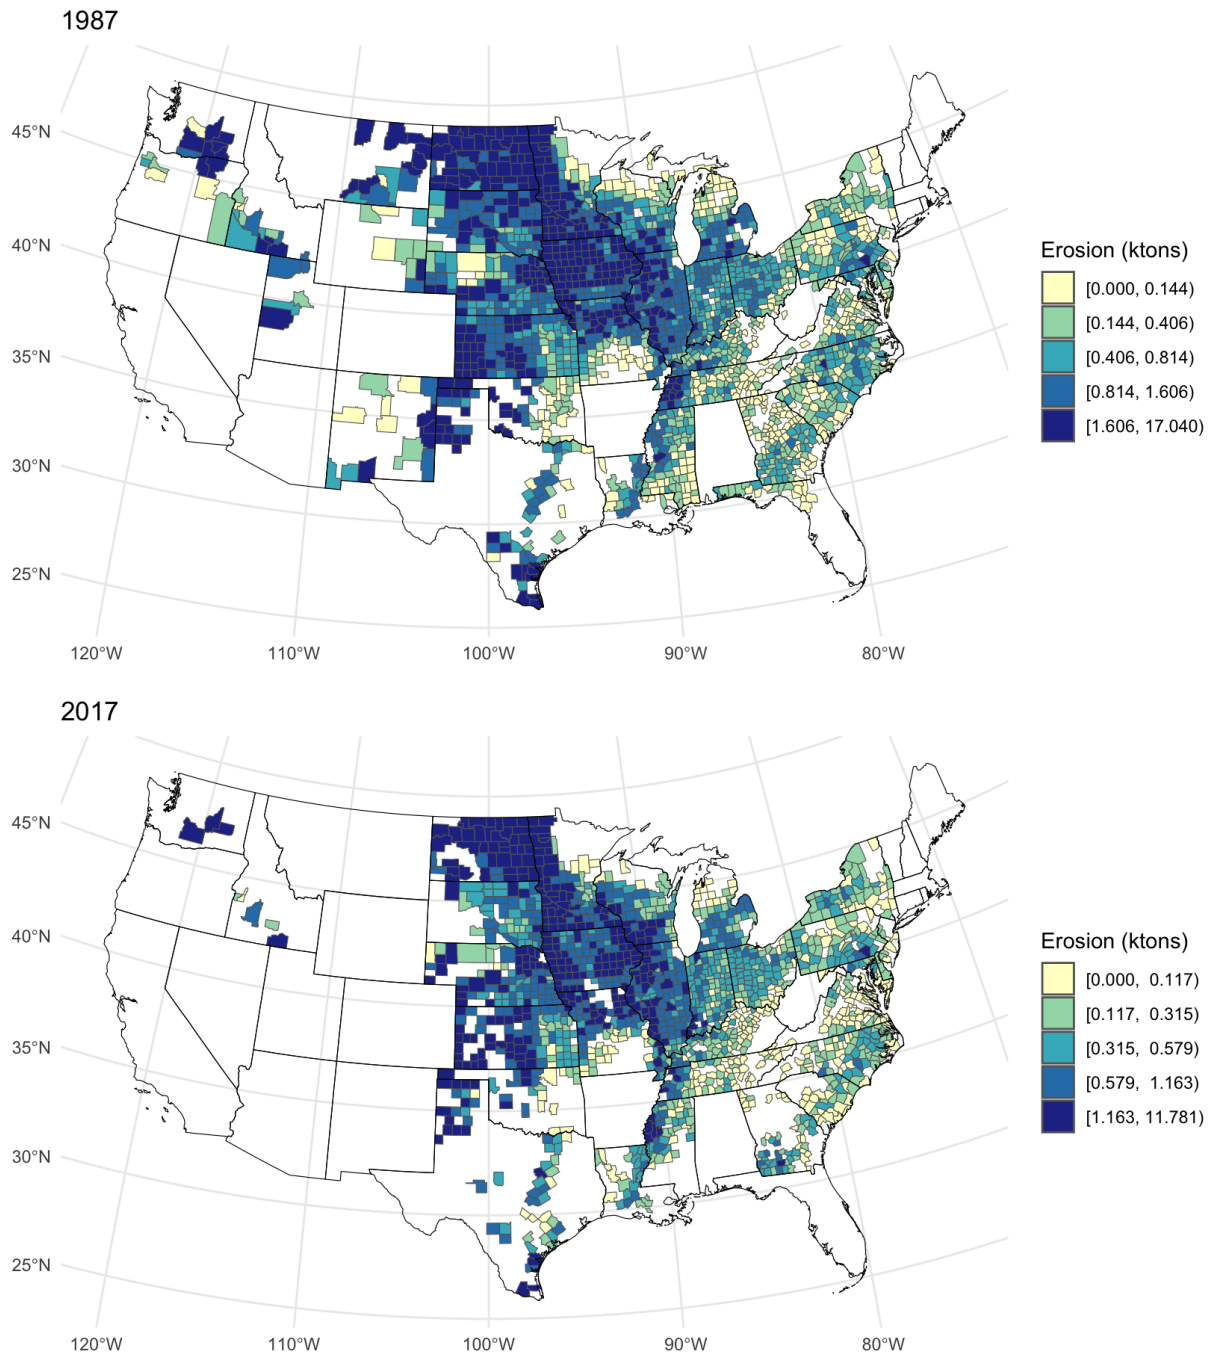 1987
45°N
40°N
35°N
30°N
25°N
120°W 110°W 100°W 90°W 80°W
Erosion (ktons)
[0.000, 0.144)
[0.144, 0.406)
[0.406, 0.814)
[0.814, 1.606)
[1.606, 17.040)
2017
45°N
40°N
35°N
30°N
25°N
120°W 110°W 100°W 90°W 80°W
Erosion (ktons)
[0.000, 0.117)
[0.117, 0.315)
[0.315, 0.579)
[0.579, 1.163)
[1.163, 11.781)